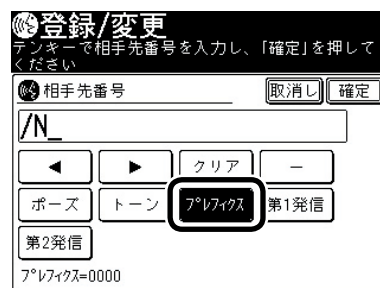 登録/変更
テンキーで相手先番号を入力し、「確定」を押して
ください
相手先番号 取消し 確定
/N_
◀ ▶ クリア −
ポーズ トーン プレフィクス 第1発信
第2発信
プレフィクス=0000